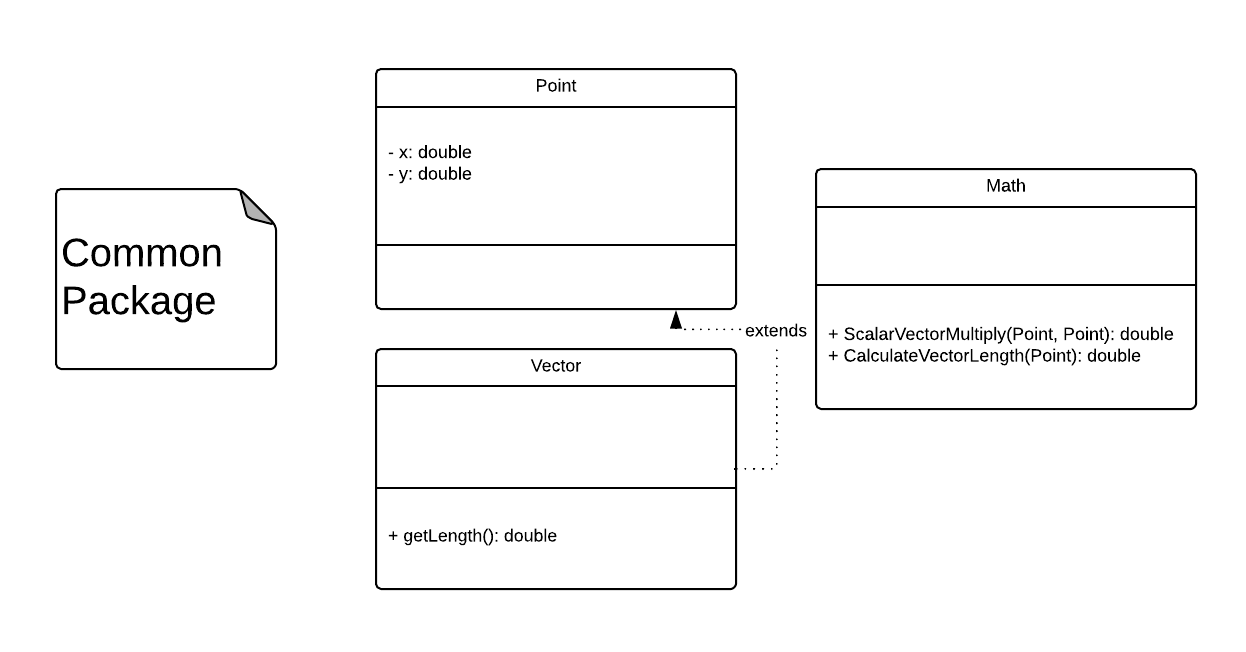 Common
Package
Point
- x: double
- y: double
extends
Vector
+ getLength(): double
Math
+ ScalarVectorMultiply(Point, Point): double
+ CalculateVectorLength(Point): double